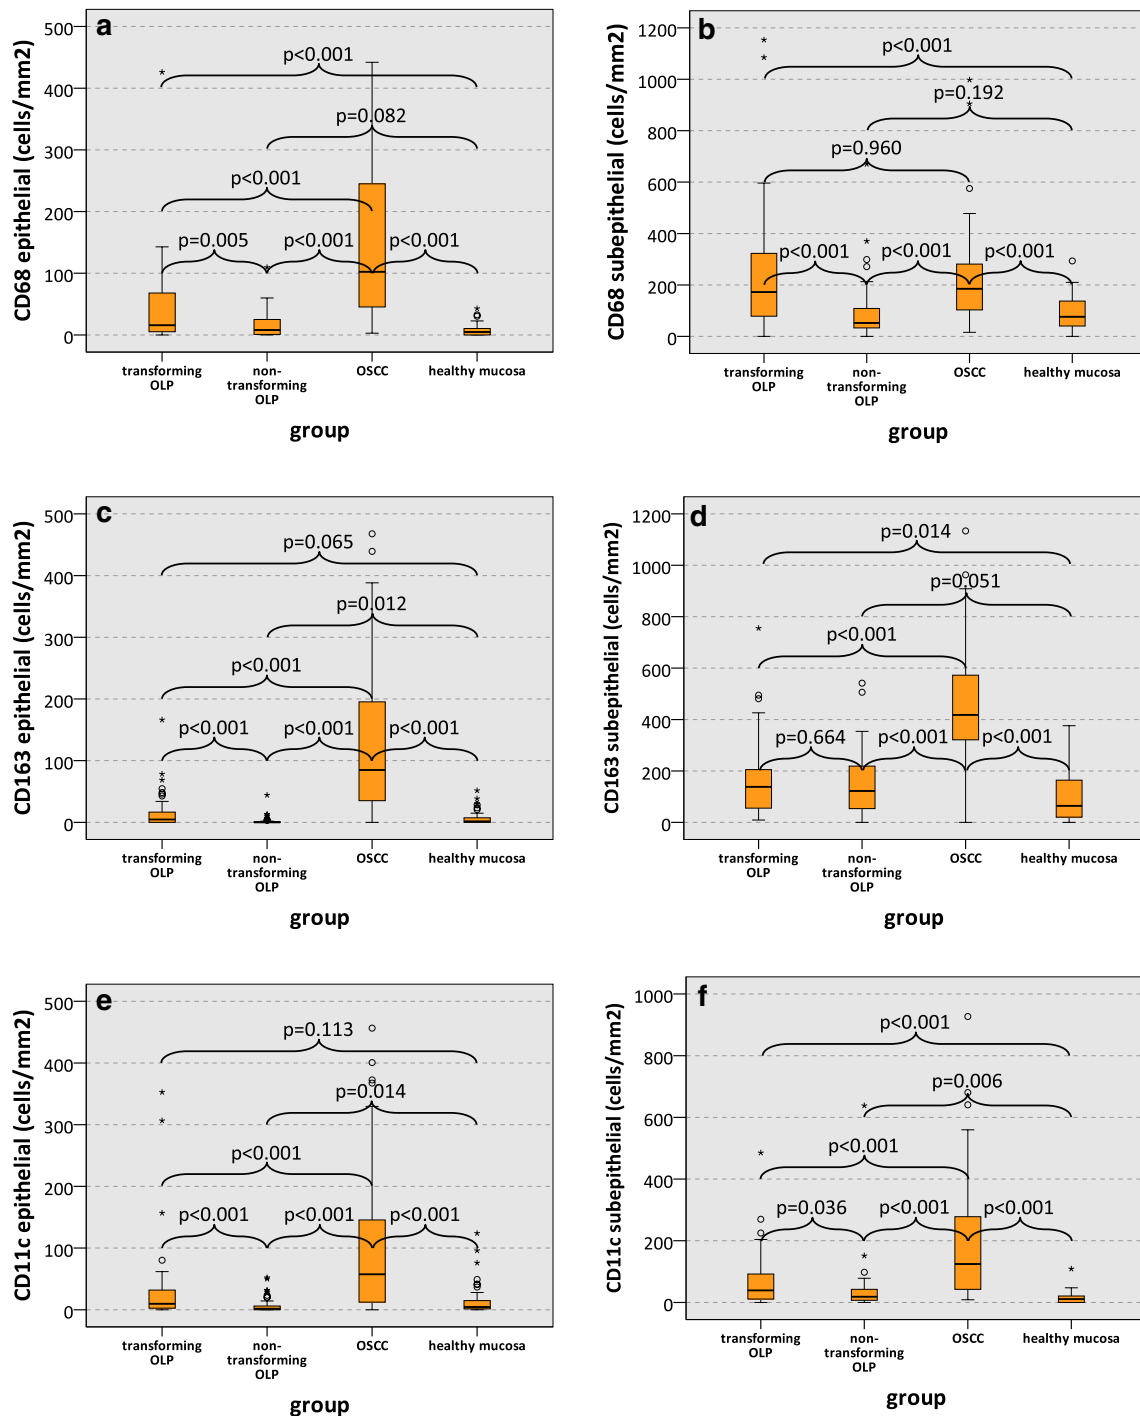 a
CD68 epithelial (cells/mm2)
500
400
300
200
100
0
p<0.001
p=0.082
p<0.001
p=0.005
p<0.001
p<0.001
transforming
OLP
non-
transforming
OLP
OSCC
healthy mucosa
group
b
CD68 subepithelial (cells/mm2)
1200
1000
800
600
400
200
0
p<0.001
p=0.192
p=0.960
p<0.001
p<0.001
p<0.001
transforming
OLP
non-
transforming
OLP
OSCC
healthy mucosa
group
c
CD163 epithelial (cells/mm2)
500
400
300
200
100
0
p=0.065
p=0.012
p<0.001
p<0.001
p<0.001
p<0.001
transforming
OLP
non-
transforming
OLP
OSCC
healthy mucosa
group
d
CD163 subepithelial (cells/mm2)
1200
1000
800
600
400
200
0
p=0.014
p=0.051
p<0.001
p=0.664
p<0.001
p<0.001
transforming
OLP
non-
transforming
OLP
OSCC
healthy mucosa
group
e
CD11c epithelial (cells/mm2)
500
400
300
200
100
0
p=0.113
p=0.014
p<0.001
p<0.001
p<0.001
p<0.001
transforming
OLP
non-
transforming
OLP
OSCC
healthy mucosa
group
f
CD11c subepithelial (cells/mm2)
1000
800
600
400
200
0
p<0.001
p=0.006
p<0.001
p=0.036
p<0.001
p<0.001
transforming
OLP
non-
transforming
OLP
OSCC
healthy mucosa
group